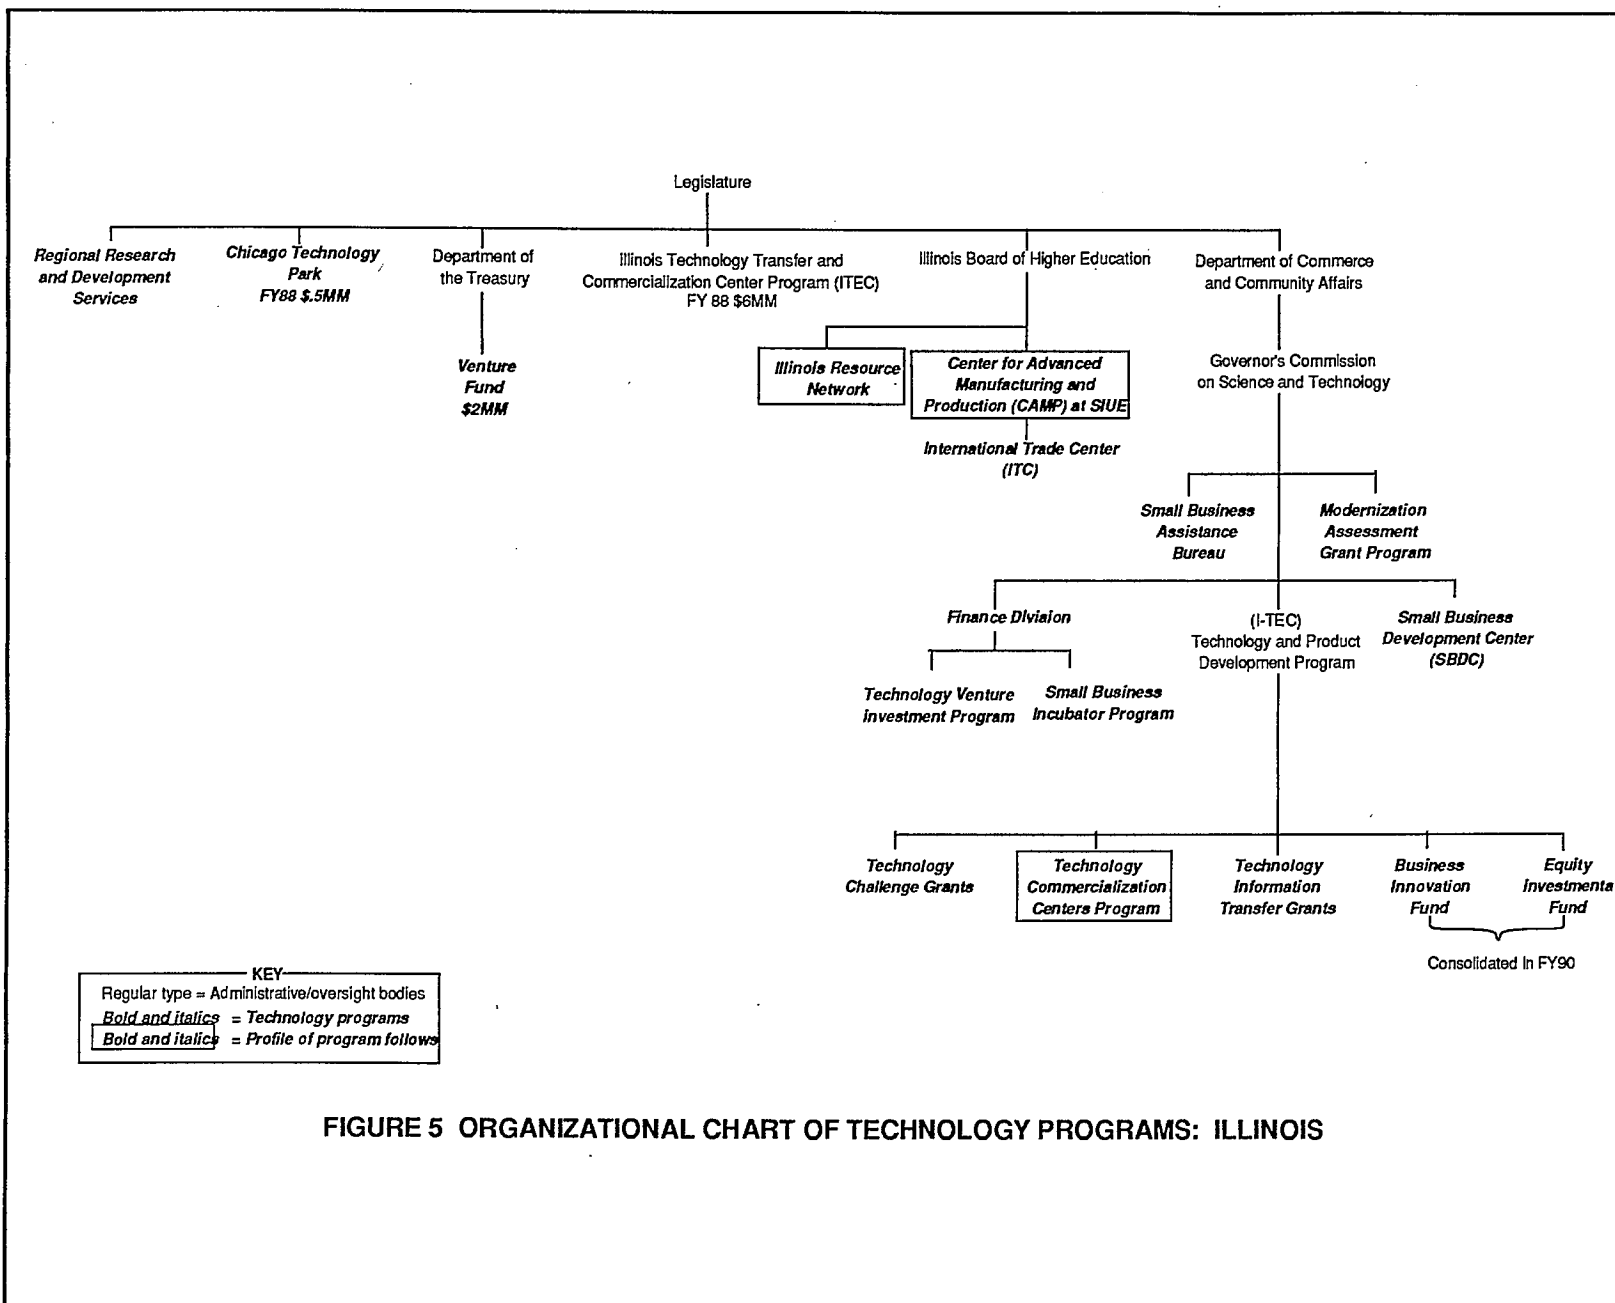 Legislature
Regional Research
and Development
Services
Chicago Technology
Park
FY88 $.5MM
Department of
the Treasury
Venture
Fund
$2MM
Illinois Technology Transfer and
Commercialization Center Program (ITEC)
FY 88 $6MM
Illinois Board of Higher Education
Illinois Resource
Network
Center for Advanced
Manufacturing and
Production (CAMP) at SIUE
International Trade Center
(ITC)
Department of Commerce
and Community Affairs
Governor's Commission
on Science and Technology
Small Business
Assistance
Bureau
Modernization
Assessment
Grant Program
Finance Division
(I-TEC)
Technology and Product
Development Program
Small Business
Development Center
(SBDC)
Technology Venture
Investment Program
Small Business
Incubator Program
Technology
Challenge Grants
Technology
Commercialization
Centers Program
Technology
Information
Transfer Grants
Business
Innovation
Fund
Equity
Investments
Fund
Consolidated In FY90
KEY
Regular type = Administrative/oversight bodies
Bold and italics = Technology programs
Bold and italics = Profile of program follows
FIGURE 5 ORGANIZATIONAL CHART OF TECHNOLOGY PROGRAMS: ILLINOIS